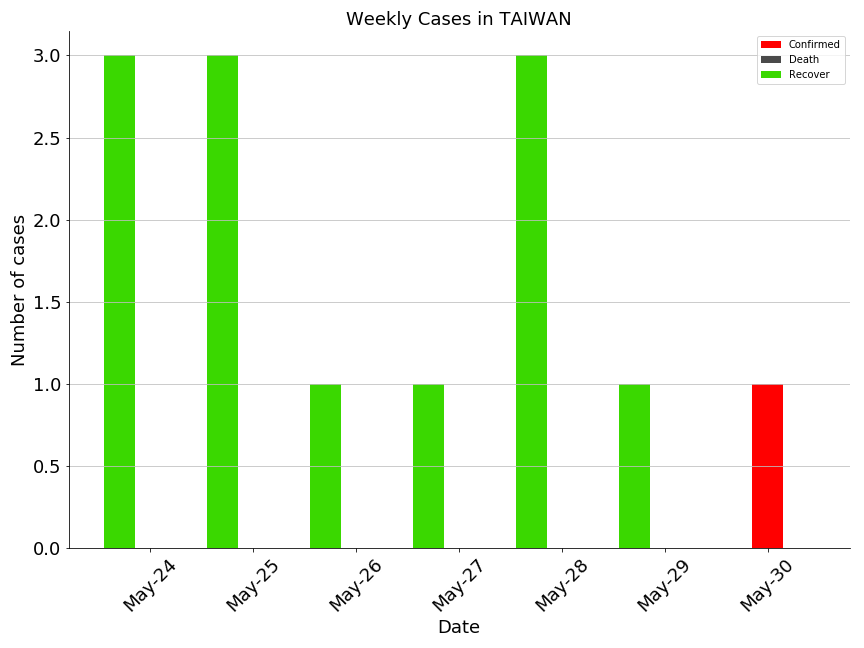 Weekly Cases in TAIWAN
Confirmed
Death
Recover
Number of cases
3.0
2.5
2.0
1.5
1.0
0.5
0.0
May-24
May-25
May-26
May-27
May-28
May-29
May-30
Date